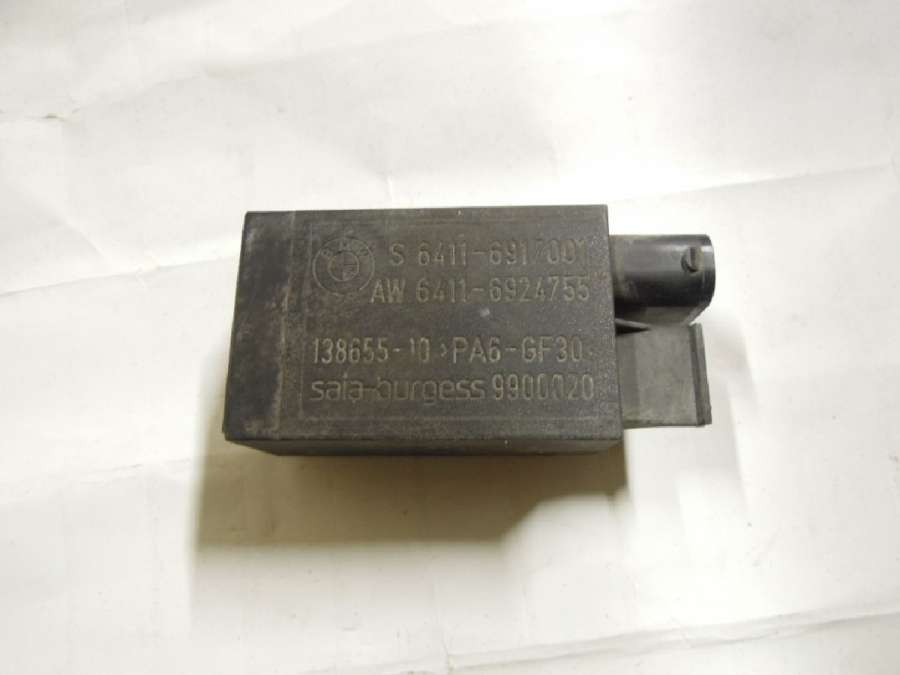 S 6411-6917001
AW 6411-6924755
138655-10 >PA6-GF30<
saia-burgess 9900020